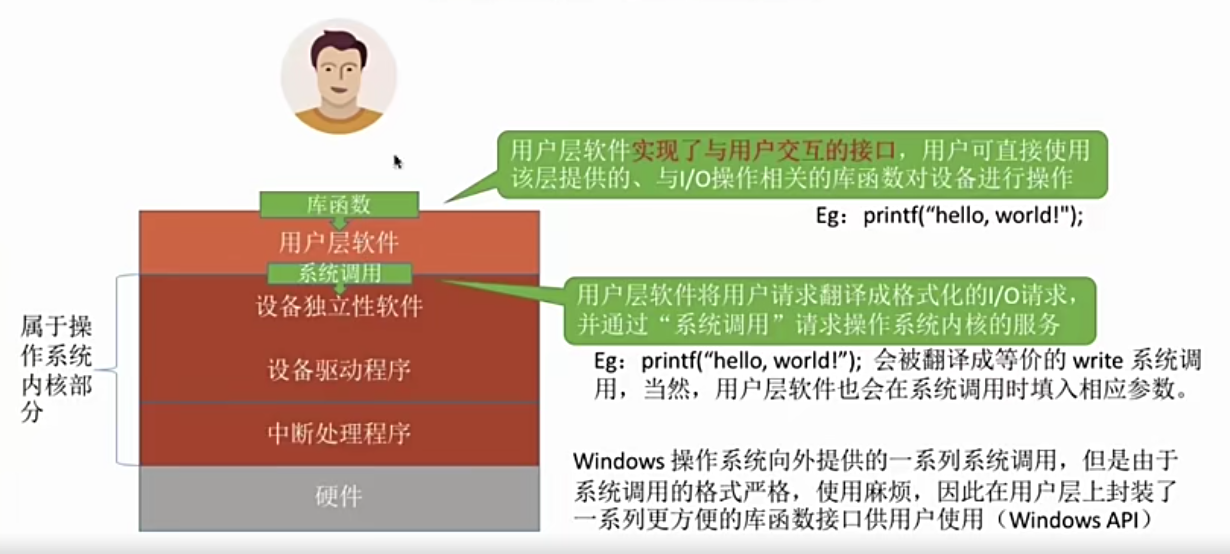 用户层软件实现了与用户交互的接口，用户可直接使用
该层提供的、与I/O操作相关的库函数对设备进行操作
Eg：printf(“hello, world!");
库函数
用户层软件
系统调用
用户层软件将用户请求翻译成格式化的I/O请求，
并通过“系统调用”请求操作系统内核的服务
Eg：printf(“hello, world!”); 会被翻译成等价的 write 系统调
用，当然，用户层软件也会在系统调用时填入相应参数。
设备独立性软件
设备驱动程序
中断处理程序
硬件
属于操
作系统
内核部
分
Windows 操作系统向外提供的一系列系统调用，但是由于
系统调用的格式严格，使用麻烦，因此在用户层上封装了
一系列更方便的库函数接口供用户使用（Windows API）